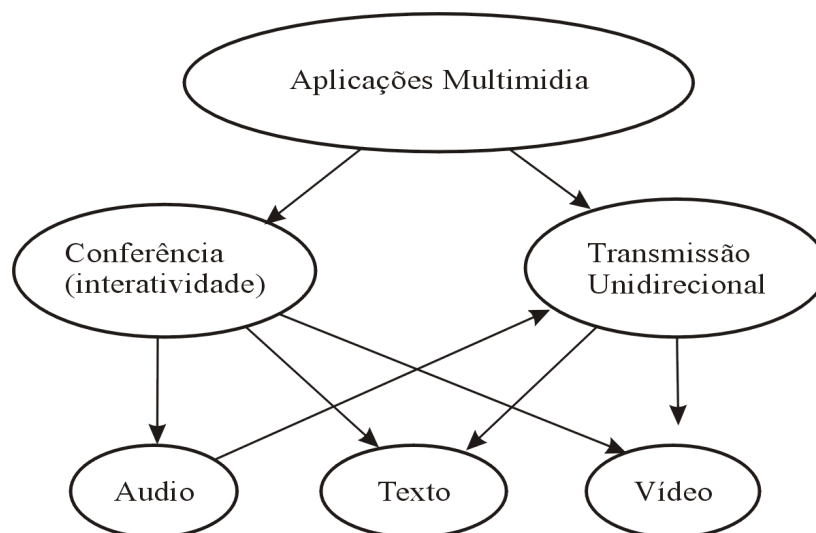 Aplicações Multimidia
Conferência
(interatividade)
Transmissão
Unidirecional
Audio
Texto
Vídeo